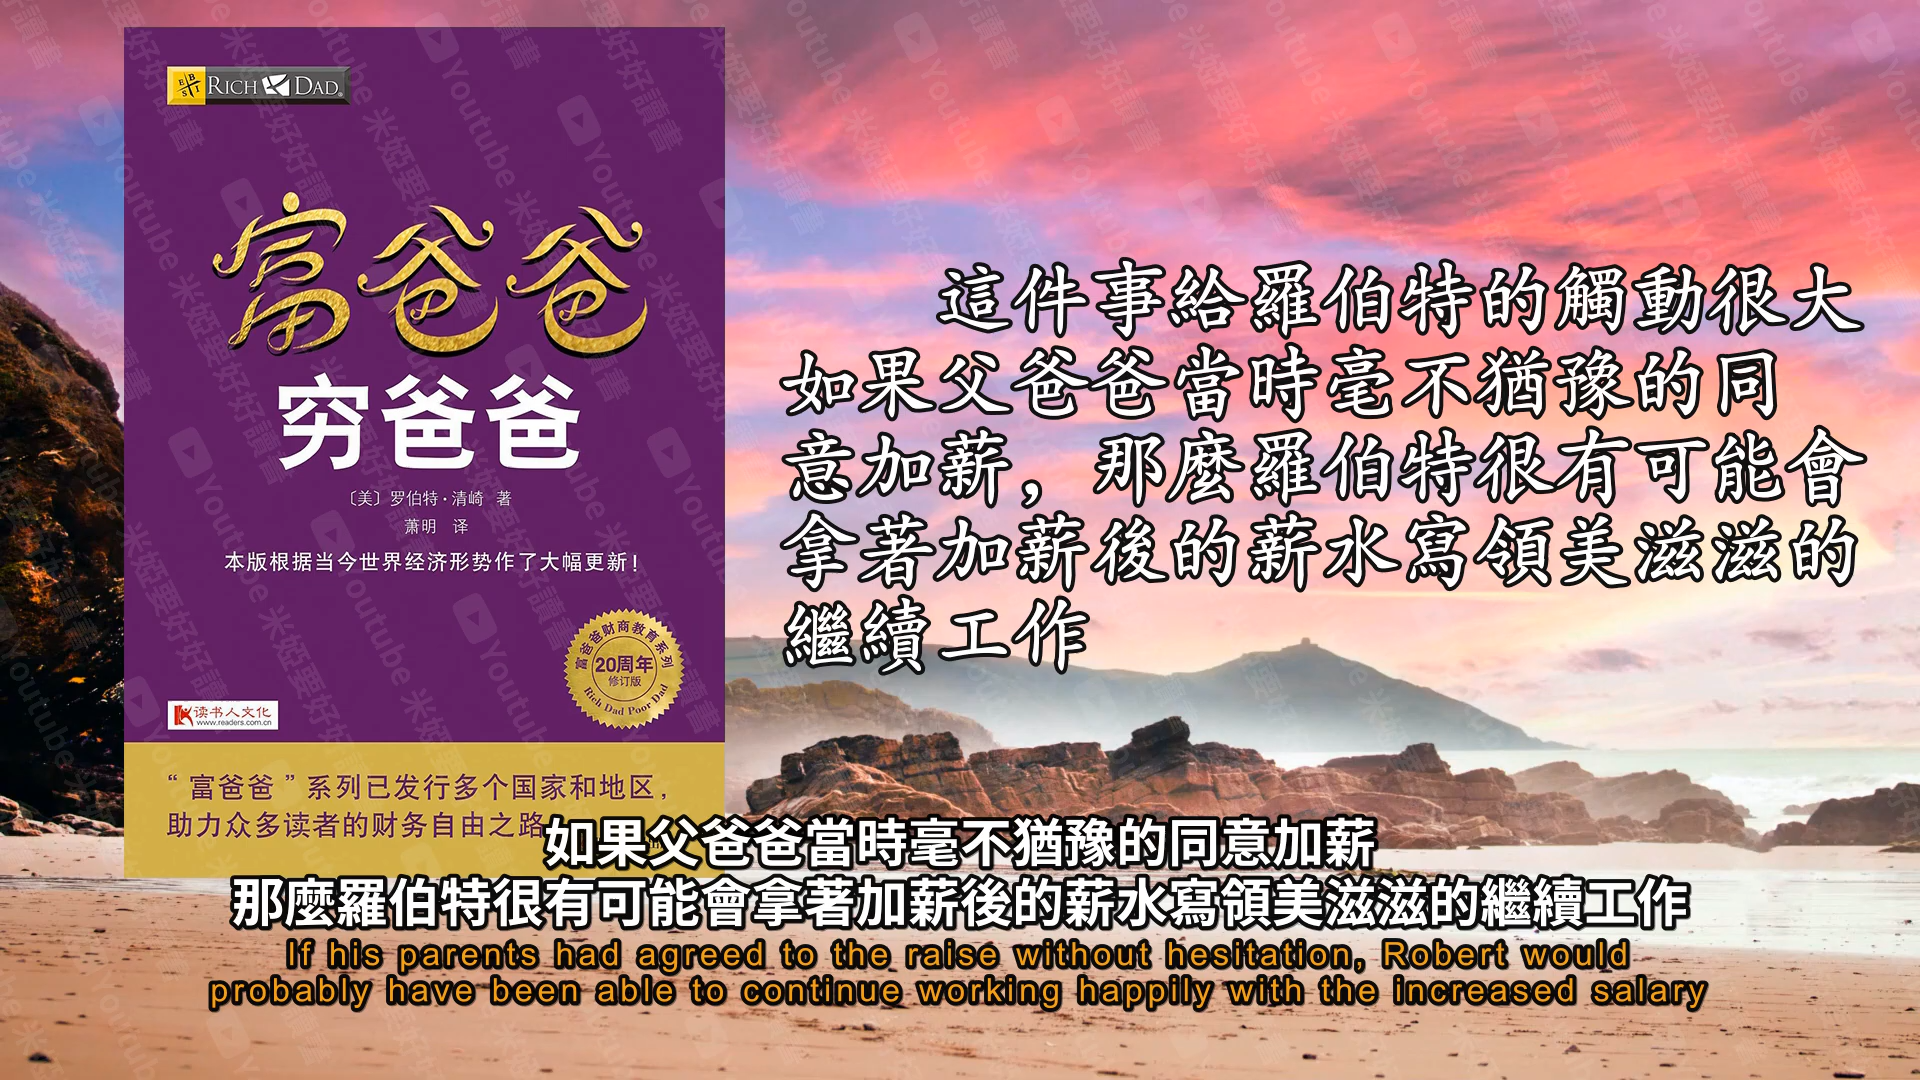 EBSI RICH DAD®
富爸爸
穷爸爸
〔美〕罗伯特·清崎 著
萧明 译
本版根据当今世界经济形势作了大幅更新！
富爸爸财商教育系列
20周年
修订版
Rich Dad Poor Dad
读书人文化
www.readers.com.cn
“富爸爸”系列已发行多个国家和地区，
助力众多读者的财务自由之路
這件事給羅伯特的觸動很大
如果父爸爸當時毫不猶豫的同
意加薪，那麼羅伯特很有可能會
拿著加薪後的薪水寫領美滋滋的
繼續工作
如果父爸爸當時毫不猶豫的同意加薪
那麼羅伯特很有可能會拿著加薪後的薪水寫領美滋滋的繼續工作
If his parents had agreed to the raise without hesitation, Robert would
probably have been able to continue working happily with the increased salary
Youtube 米婭要好好讀書